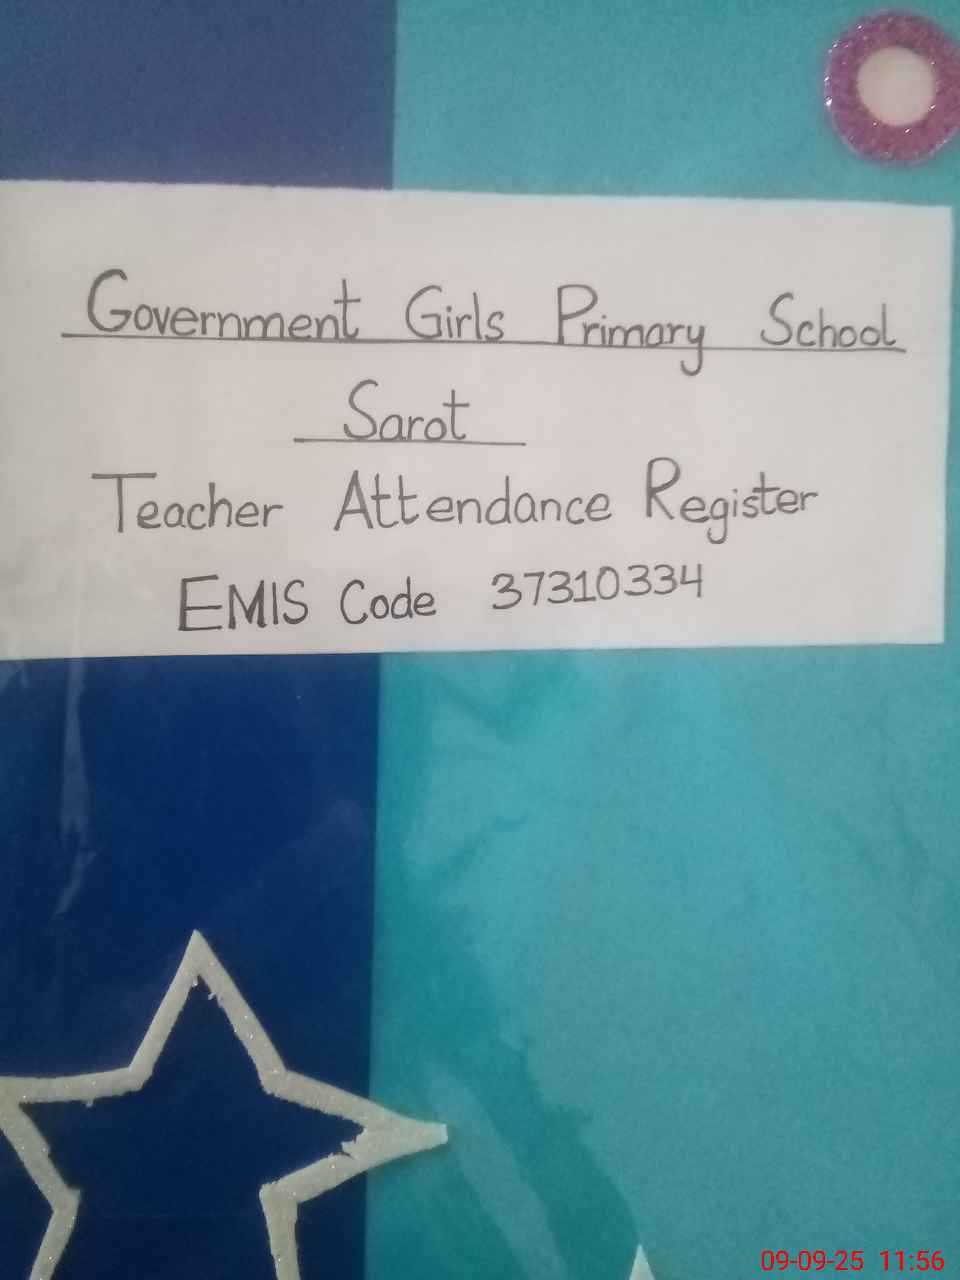 Government Girls Primary School
Sarot
Teacher Attendance Register
EMIS Code 37310334
09-09-25 11:56